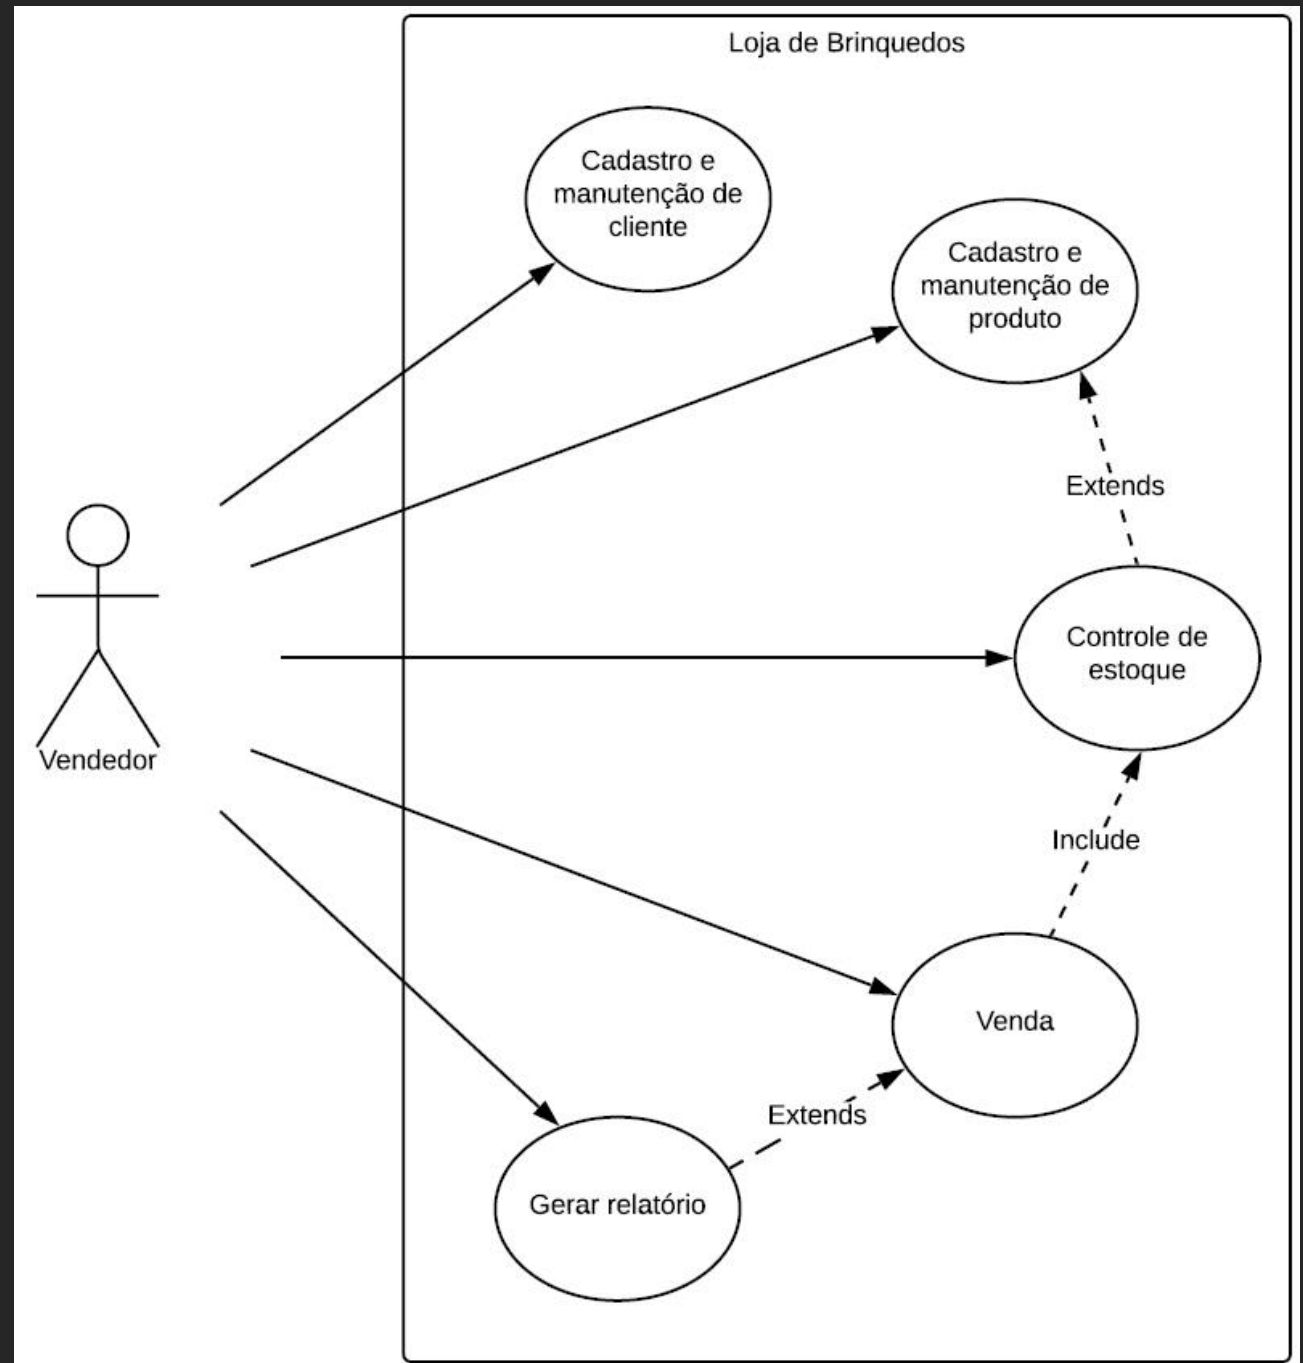 Loja de Brinquedos
Cadastro e
manutenção de
cliente
Cadastro e
manutenção de
produto
Extends
Controle de
estoque
Vendedor
Include
Venda
Extends
Gerar relatório